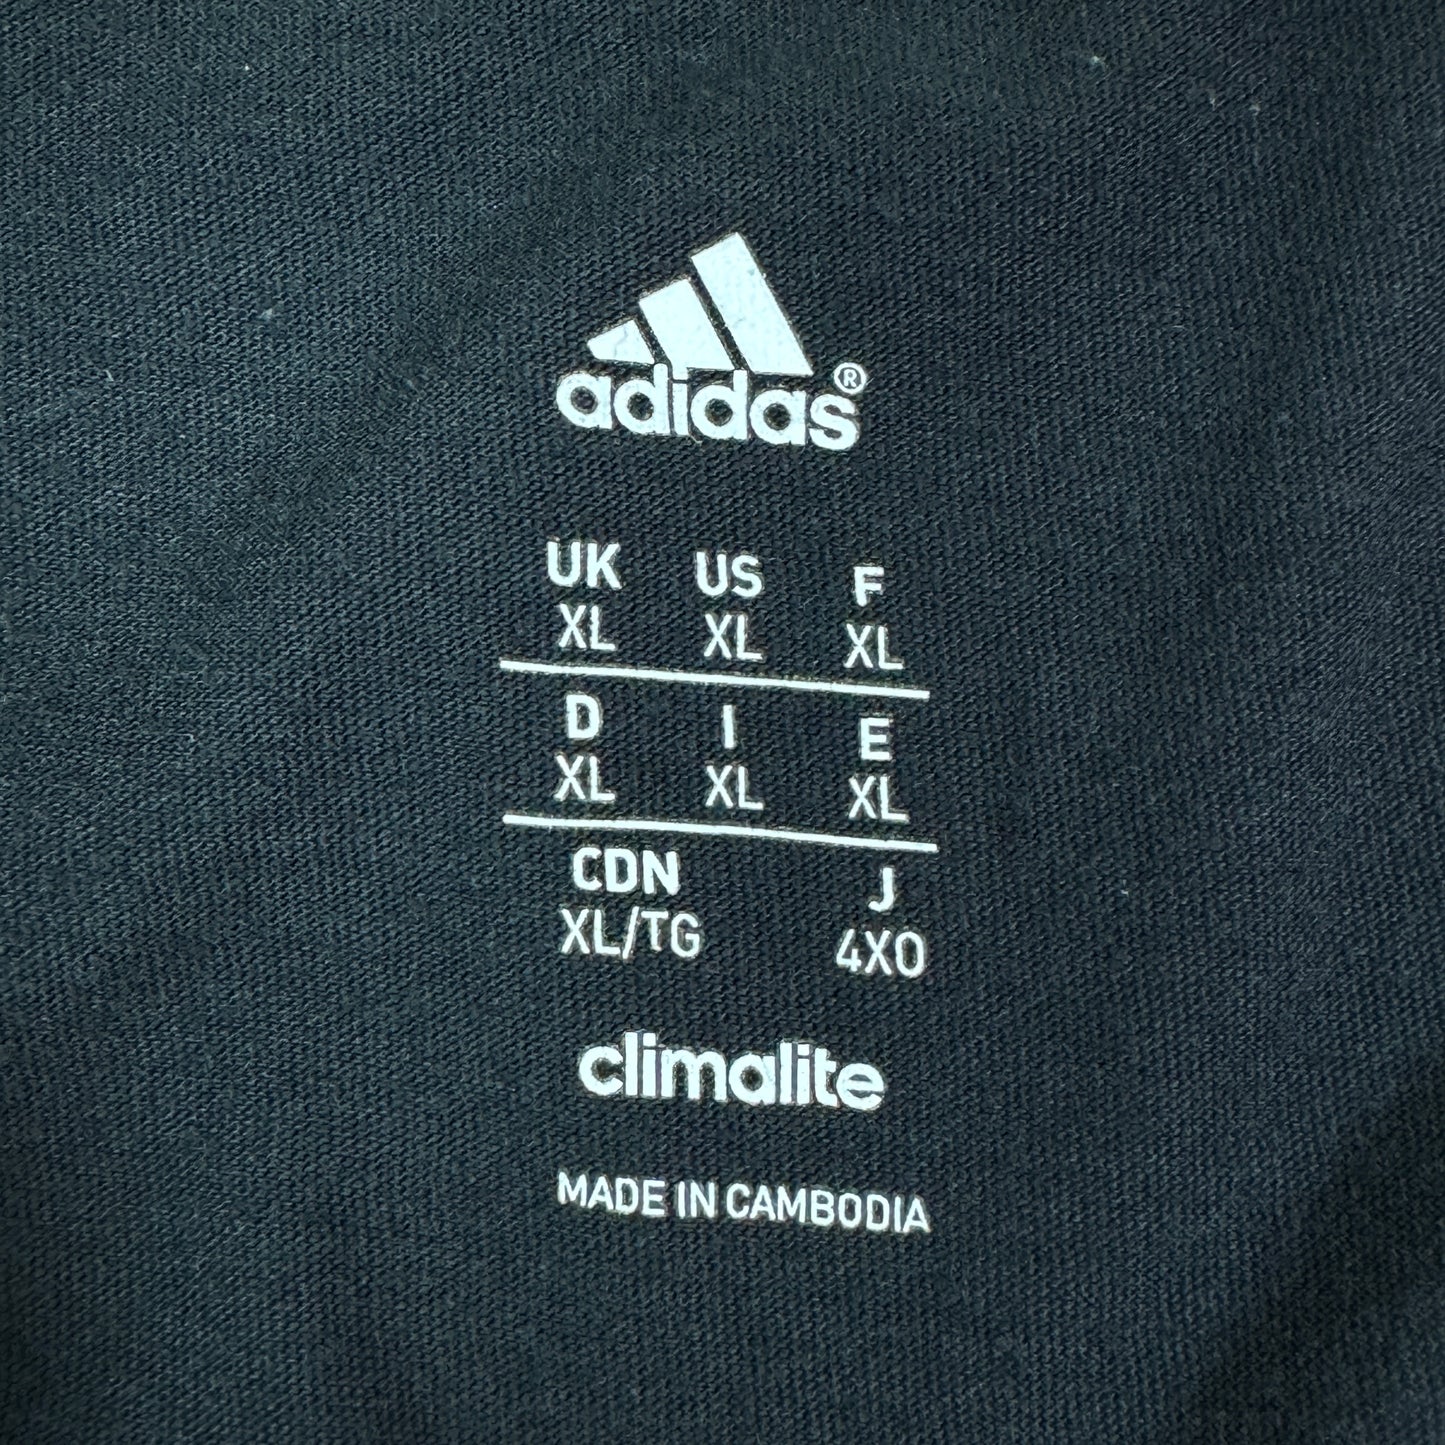 adidas®
UK US F
XL XL XL
D I E
XL XL XL
CDN J
XL/TG 4XO
climalite
MADE IN CAMBODIA